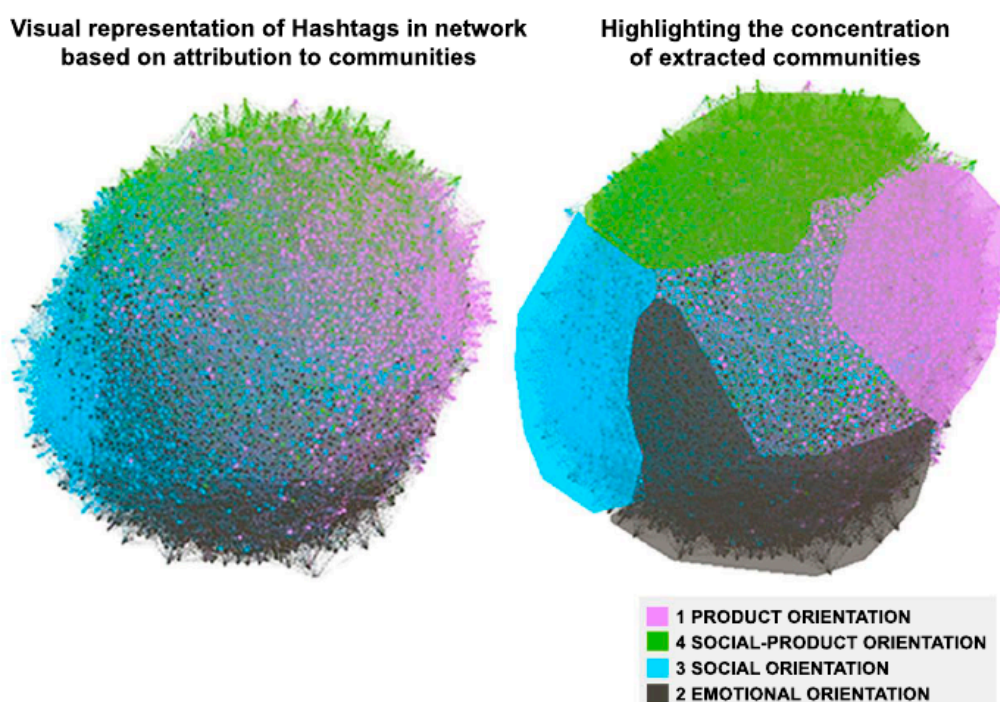 Visual representation of Hashtags in network
based on attribution to communities
Highlighting the concentration
of extracted communities
1 PRODUCT ORIENTATION
4 SOCIAL-PRODUCT ORIENTATION
3 SOCIAL ORIENTATION
2 EMOTIONAL ORIENTATION